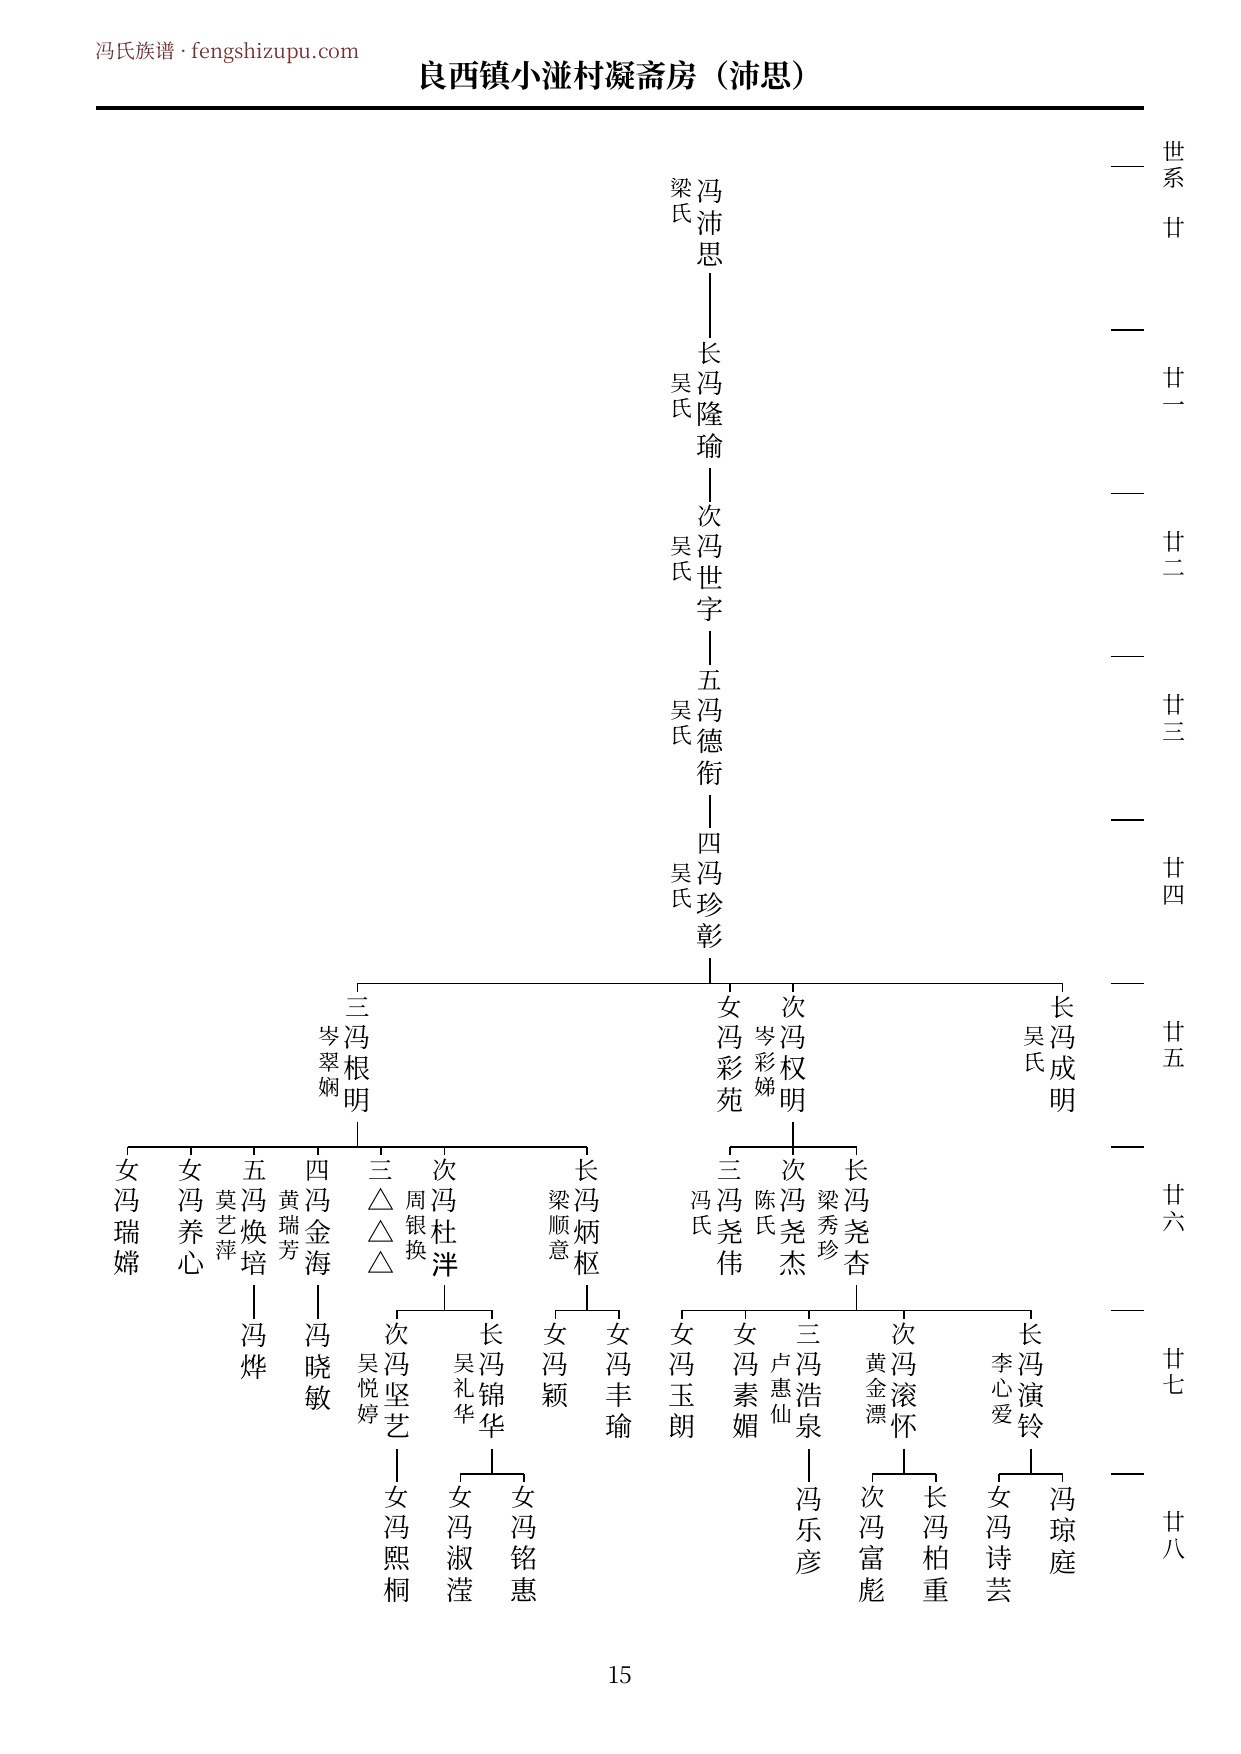 冯氏族谱 · fengshizupu.com
良西镇小湴村凝斋房（沛思）
世系
廿
冯沛思
梁氏
廿一
长冯隆瑜
吴氏
廿二
次冯世字
吴氏
廿三
五冯德衔
吴氏
廿四
四冯珍彰
吴氏
廿五
长冯成明
吴氏
次冯权明
岑彩娣
女冯彩苑
三冯根明
岑翠娴
廿六
长冯尧杏
梁秀珍
次冯尧杰
陈氏
三冯尧伟
冯氏
长冯炳枢
梁顺意
次冯杜泮
周银换
三△△△
四冯金海
黄瑞芳
五冯焕培
莫艺萍
女冯养心
女冯瑞嫦
廿七
长冯演铃
李心爱
次冯滚怀
黄金漂
三冯浩泉
卢惠仙
女冯素媚
女冯玉朗
女冯丰瑜
女冯颖
长冯锦华
吴礼华
次冯坚艺
吴悦婷
冯晓敏
冯烨
廿八
冯琼庭
女冯诗芸
长冯柏重
次冯富彪
冯乐彦
女冯铭惠
女冯淑滢
女冯熙桐
15